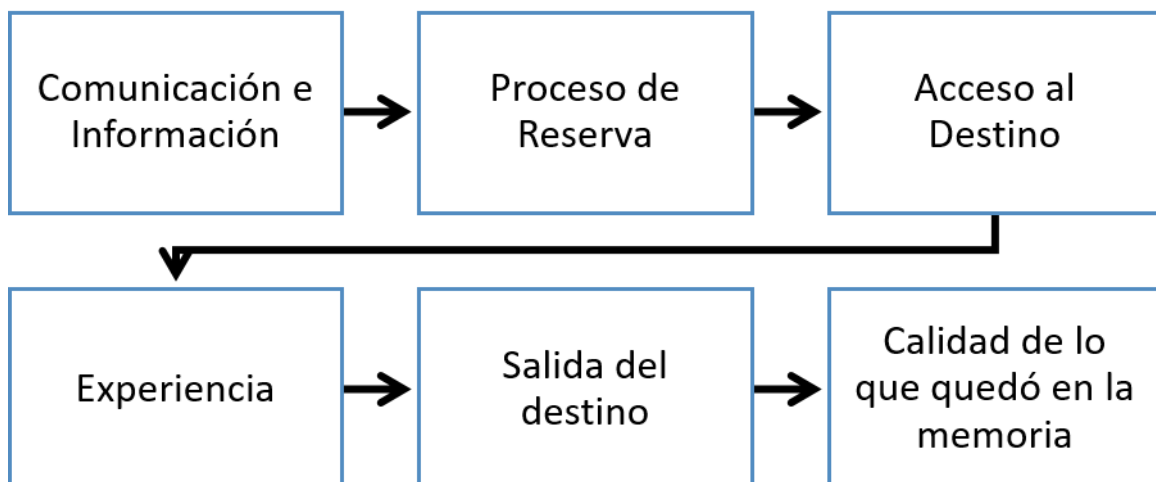 Comunicación e
Información
Proceso de
Reserva
Acceso al
Destino
Experiencia
Salida del
destino
Calidad de lo
que quedó en la
memoria